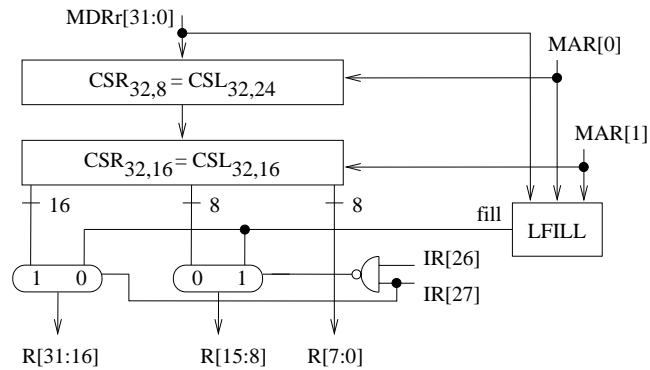 MDRr[31:0]
MAR[0]
CSR32,8 = CSL32,24
MAR[1]
CSR32,16 = CSL32,16
16
8
8
fill
LFILL
1 0
0 1
IR[26]
IR[27]
R[31:16]
R[15:8]
R[7:0]